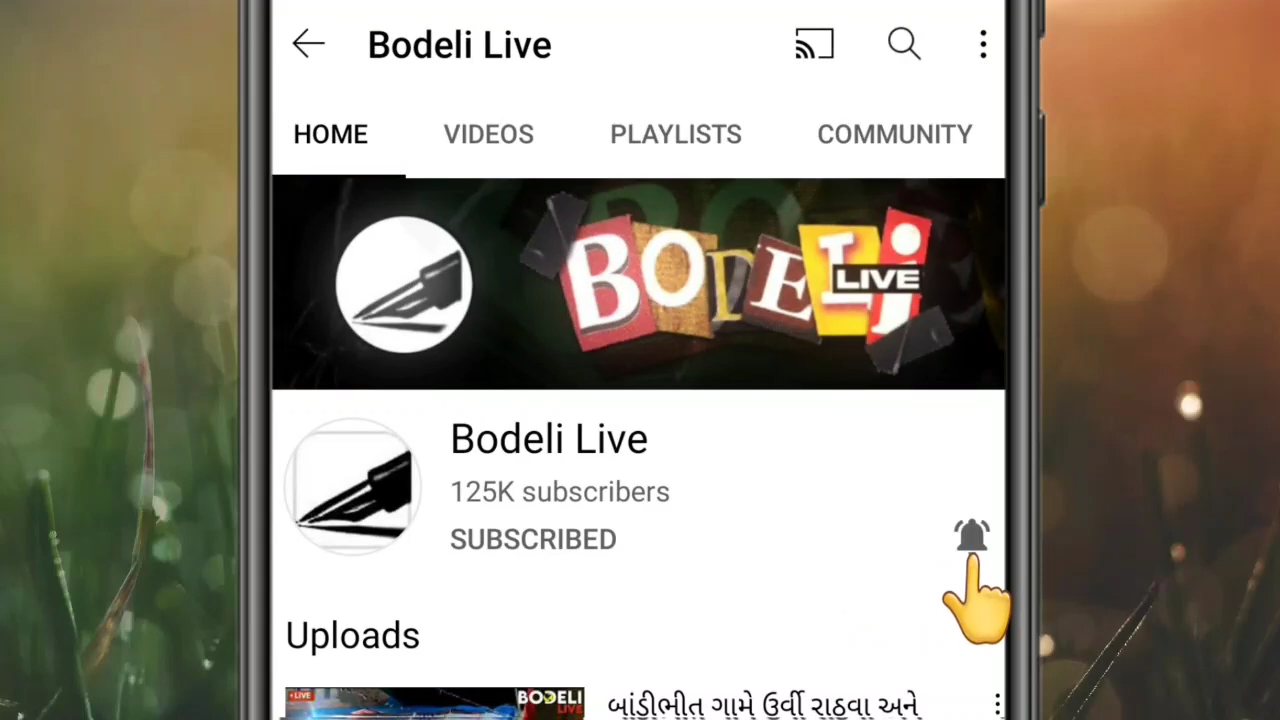 Bodeli Live
HOME VIDEOS PLAYLISTS COMMUNITY
BODELi
LIVE
Bodeli Live
125K subscribers
SUBSCRIBED
Uploads
LIVE
BODELI
LIVE
બાંડીભીત ગામે ઉર્વી રાઠવા અને